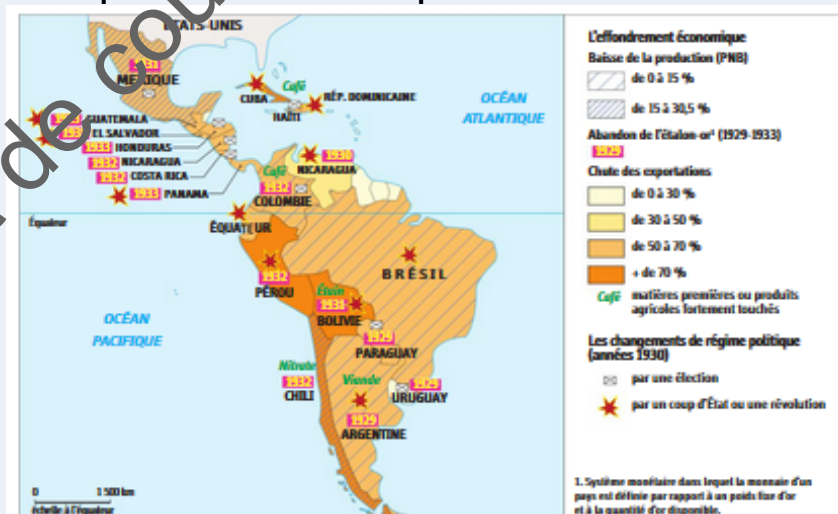 de cou
ÉTATS-UNIS
MEXIQUE
Café
CUBA
RÉP. DOMINICAINE
HAÏTI
OCÉAN
ATLANTIQUE
GUATEMALA
EL SALVADOR
1933 HONDURAS
1932 NICARAGUA
1932 COSTA RICA
1933 PANAMA
1930
NICARAGUA
Café
1932
COLOMBIE
Équateur
ÉQUATEUR
BRÉSIL
1932
PÉROU
Étain
1931
BOLIVIE
OCÉAN
PACIFIQUE
1929
PARAGUAY
Nitrate
1932
CHILI
Viande
1929
URUGUAY
1929
ARGENTINE
0 1 500 km
échelle à l'équateur
L'effondrement économique
Baisse de la production (PNB)
de 0 à 15 %
de 15 à 30,5 %
Abandon de l'étalon-or¹ (1929-1933)
1929
Chute des exportations
de 0 à 30 %
de 30 à 50 %
de 50 à 70 %
+ de 70 %
Café matières premières ou produits
agricoles fortement touchés
Les changements de régime politique
(années 1930)
par une élection
par un coup d'État ou une révolution
1. Système monétaire dans lequel la monnaie d'un
pays est définie par rapport à un poids fixe d'or
et à la quantité d'or disponible.